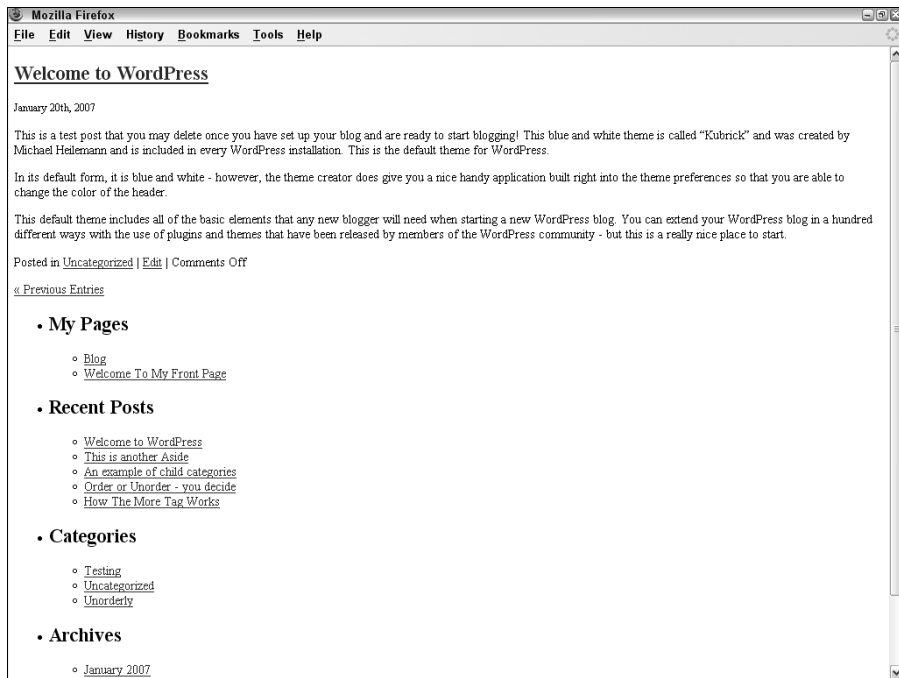 Mozilla Firefox
File Edit View History Bookmarks Tools Help
Welcome to WordPress
January 20th, 2007
This is a test post that you may delete once you have set up your blog and are ready to start blogging! This blue and white theme is called “Kubrick” and was created by
Michael Heilemann and is included in every WordPress installation. This is the default theme for WordPress.
In its default form, it is blue and white - however, the theme creator does give you a nice handy application built right into the theme preferences so that you are able to
change the color of the header.
This default theme includes all of the basic elements that any new blogger will need when starting a new WordPress blog. You can extend your WordPress blog in a hundred
different ways with the use of plugins and themes that have been released by members of the WordPress community - but this is a really nice place to start.
Posted in Uncategorized | Edit | Comments Off
« Previous Entries
• My Pages
◦ Blog
◦ Welcome To My Front Page
• Recent Posts
◦ Welcome to WordPress
◦ This is another Aside
◦ An example of child categories
◦ Order or Unorder - you decide
◦ How The More Tag Works
• Categories
◦ Testing
◦ Uncategorized
◦ Unorderly
• Archives
◦ January 2007